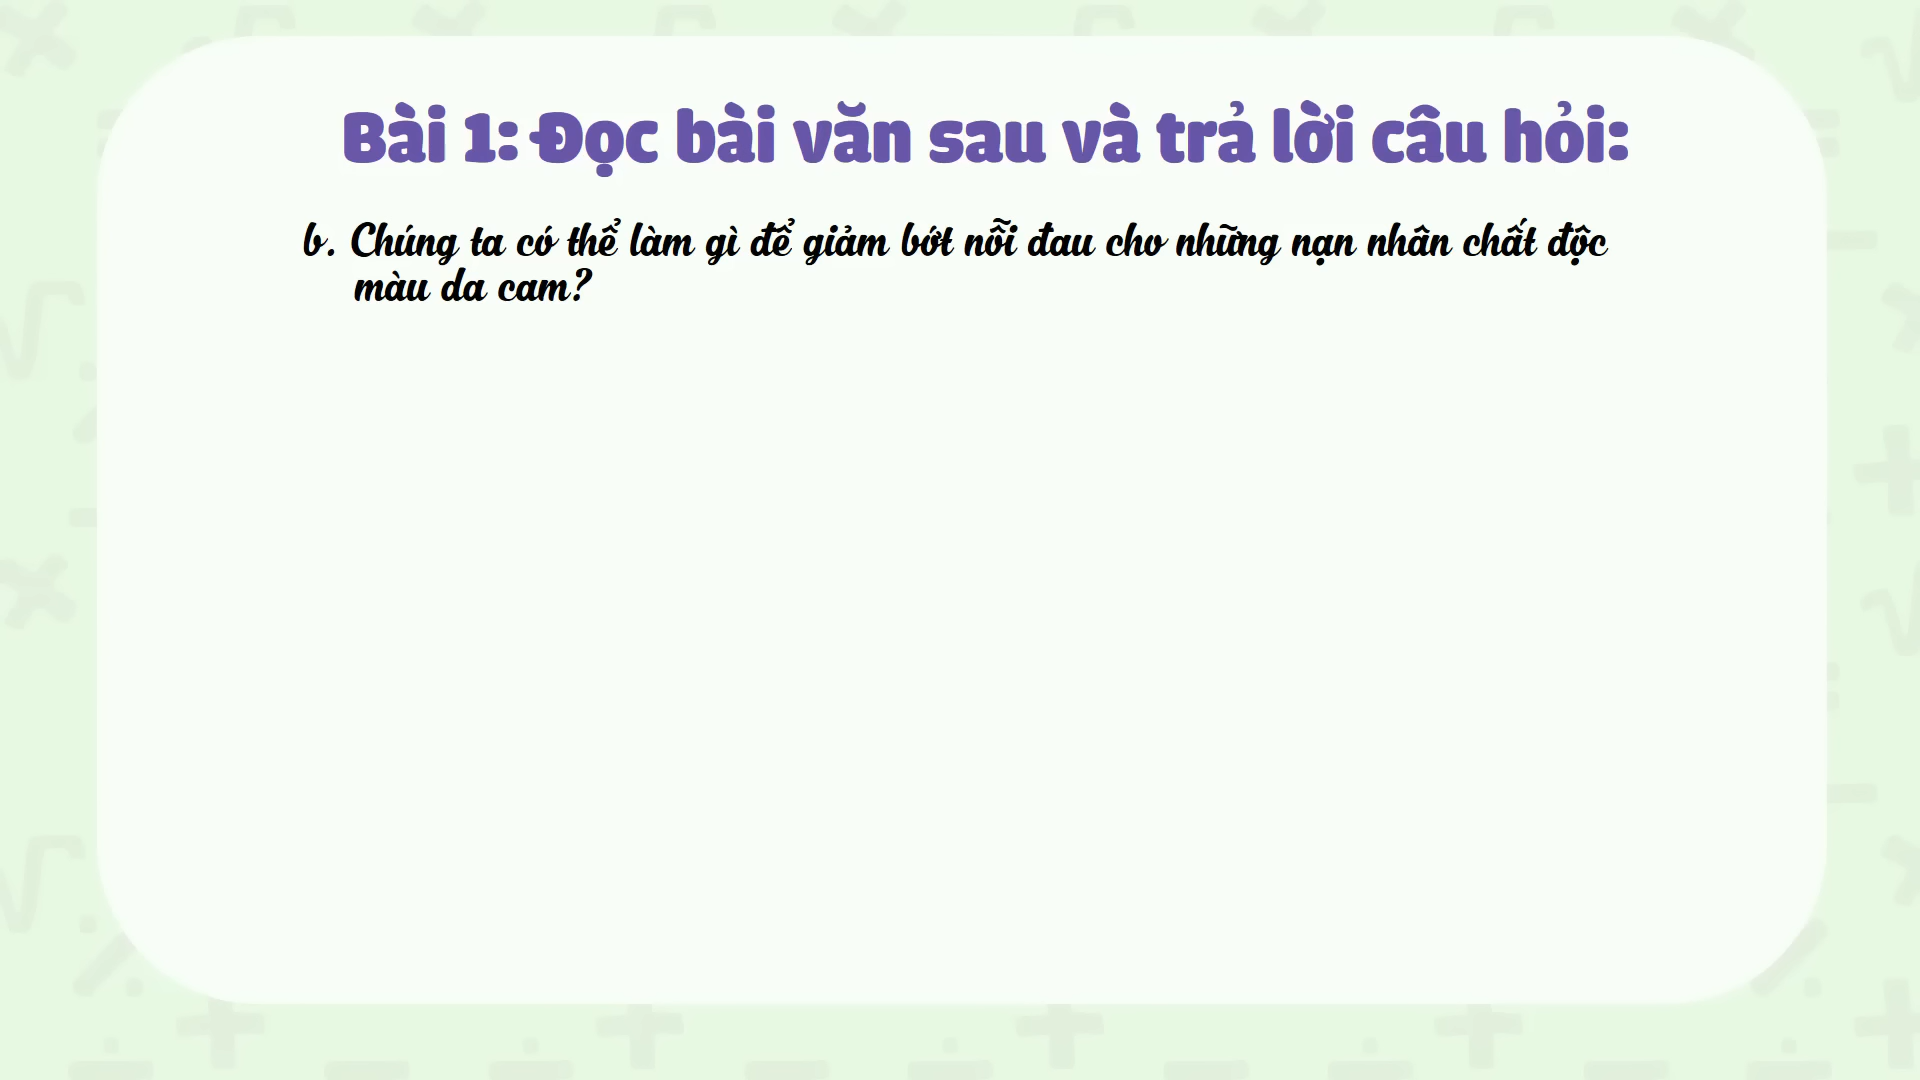 Bài 1: Đọc bài văn sau và trả lời câu hỏi:
b. Chúng ta có thể làm gì để giảm bớt nỗi đau cho những nạn nhân chất độc
màu da cam?